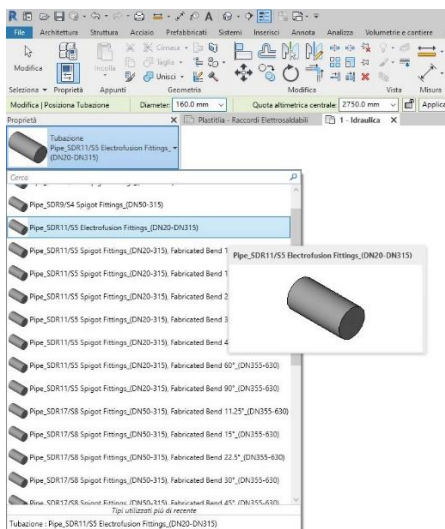 File Architettura Struttura Acciaio Prefabbricati Sistemi Inserisci Annota Analizza Volumetrie e cantiere
Modifica
Incolla
Cimasa
Taglia
Unisci
Seleziona Proprietà Appunti Geometria Modifica Vista Misura
Modifica | Posiziona Tubazione Diameter: 160.0 mm Quota altimetrica centrale: 2750.0 mm Applica
Proprietà X
Plastitlia - Raccordi Elettrosaldabili
1 - Idraulica X
Tubazione
Pipe_SDR11/S5 Electrofusion Fittings_
(DN20-DN315)
Cerca
Pipe_SDR9/S4 Spigot Fittings_(DN50-315)
Pipe_SDR11/S5 Electrofusion Fittings_(DN20-DN315)
Pipe_SDR11/S5 Spigot Fittings_(DN20-315), Fabricated Bend 1
Pipe_SDR11/S5 Electrofusion Fittings_(DN20-DN315)
Pipe_SDR11/S5 Spigot Fittings_(DN20-315), Fabricated Bend
Pipe_SDR11/S5 Spigot Fittings_(DN20-315), Fabricated Bend 2
Pipe_SDR11/S5 Spigot Fittings_(DN20-315), Fabricated Bend 3
Pipe_SDR11/S5 Spigot Fittings_(DN20-315), Fabricated Bend 4
Pipe_SDR11/S5 Spigot Fittings_(DN20-315), Fabricated Bend 60°_(DN355-630)
Pipe_SDR11/S5 Spigot Fittings_(DN20-315), Fabricated Bend 90°_(DN355-630)
Pipe_SDR17/S8 Spigot Fittings_(DN50-315), Fabricated Bend 11.25°_(DN355-630)
Pipe_SDR17/S8 Spigot Fittings_(DN50-315), Fabricated Bend 15°_(DN355-630)
Pipe_SDR17/S8 Spigot Fittings_(DN50-315), Fabricated Bend 22.5°_(DN355-630)
Pipe_SDR17/S8 Spigot Fittings_(DN50-315), Fabricated Bend 30°_(DN355-630)
Pipe_SDR17/S8 Spigot Fittings_(DN50-315), Fabricated Bend 45°_(DN355-630)
Tipi utilizzati più di recente
Tubazione : Pipe_SDR11/S5 Electrofusion Fittings_(DN20-DN315)